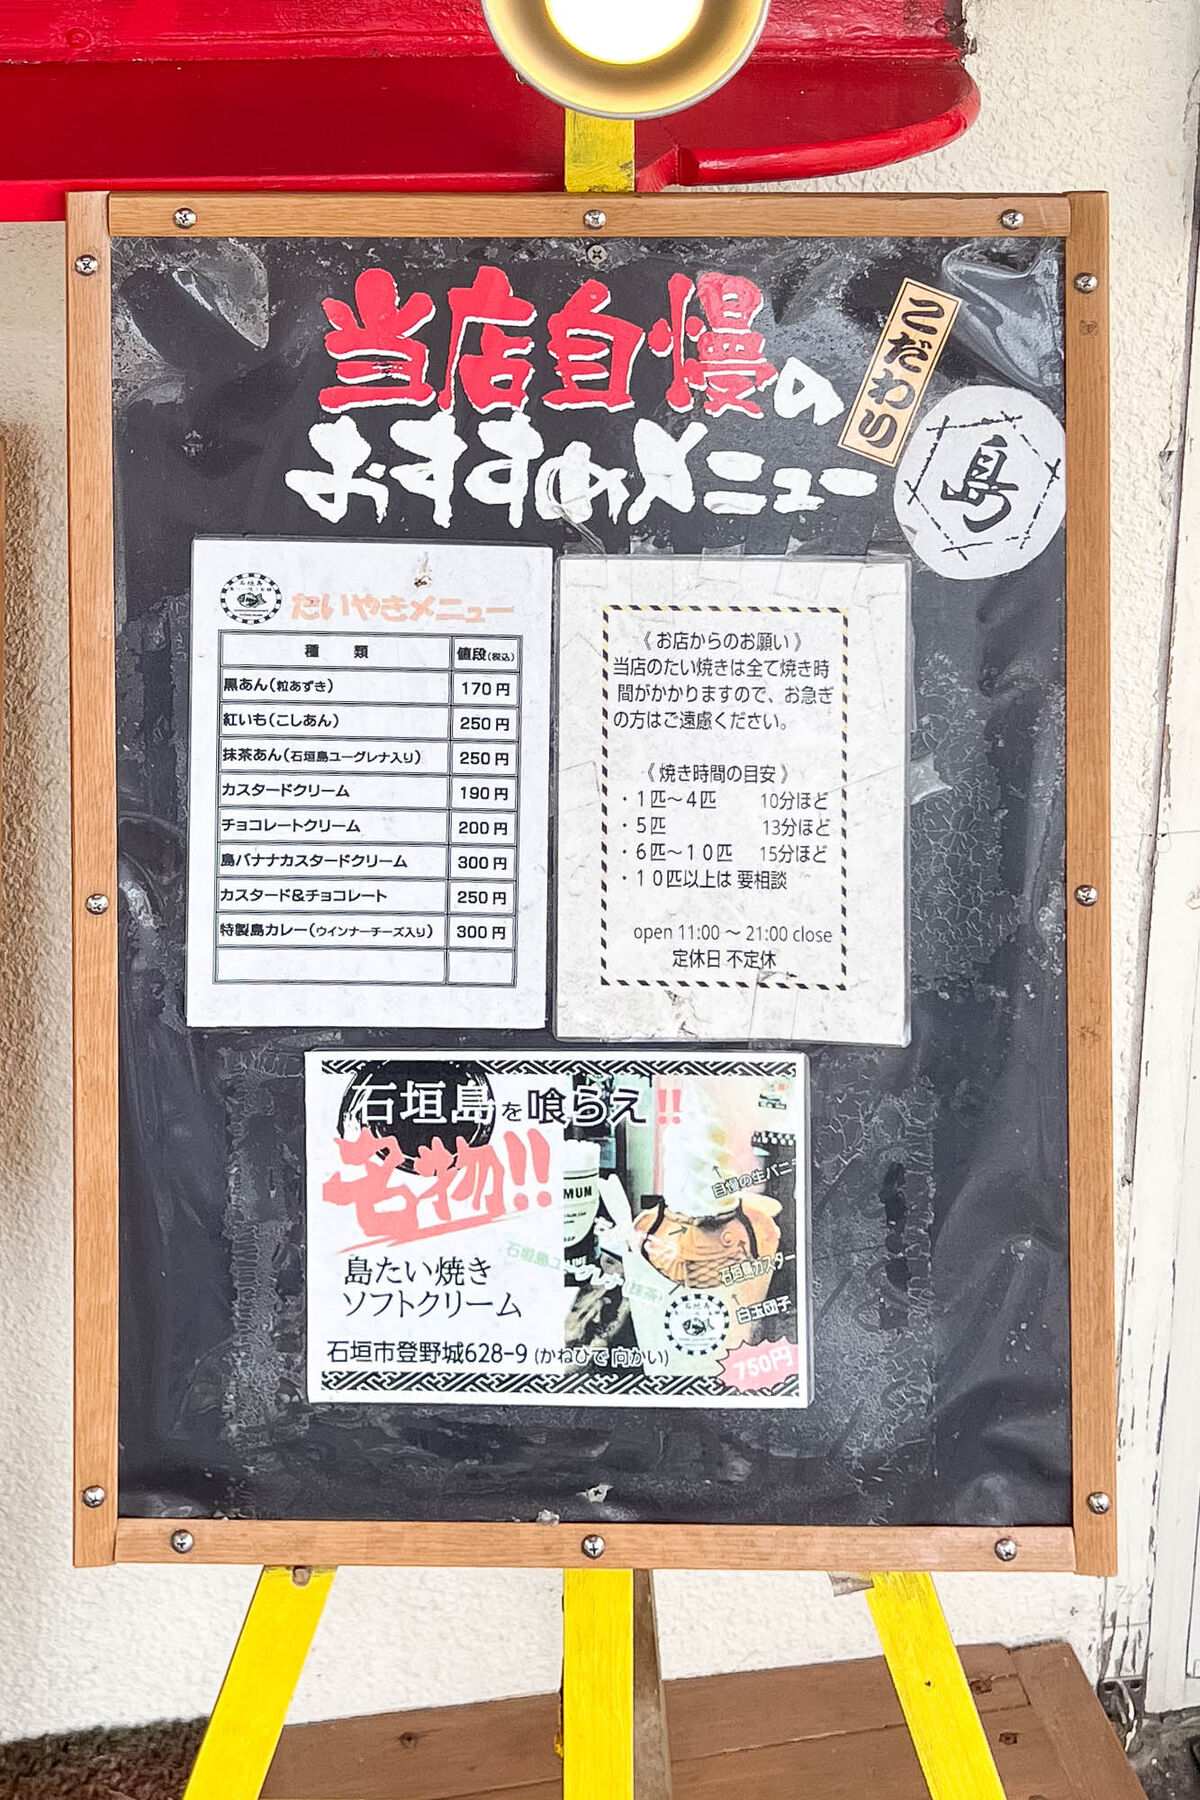 当店自慢の
おすすめメニュー
こだわり
島
たいやきメニュー
種類 値段(税込)
黒あん(粒あずき) 170円
紅いも(こしあん) 250円
抹茶あん(石垣島ユーグレナ入り) 250円
カスタードクリーム 190円
チョコレートクリーム 200円
島バナナカスタードクリーム 300円
カスタード&チョコレート 250円
特製島カレー(ウインナーチーズ入り) 300円
《 お店からのお願い 》
当店のたい焼きは全て焼き時
間がかかりますので、お急ぎ
の方はご遠慮ください。
《 焼き時間の目安 》
・1匹〜4匹 10分ほど
・5匹 13分ほど
・6匹〜10匹 15分ほど
・10匹以上は 要相談
open 11:00 〜 21:00 close
定休日 不定休
石垣島を喰らえ!!
名物!!
島たい焼き
ソフトクリーム
MUM
自慢の生バニ
石垣島カスター
白玉団子
750円
石垣市登野城628-9 (かねひで 向かい)